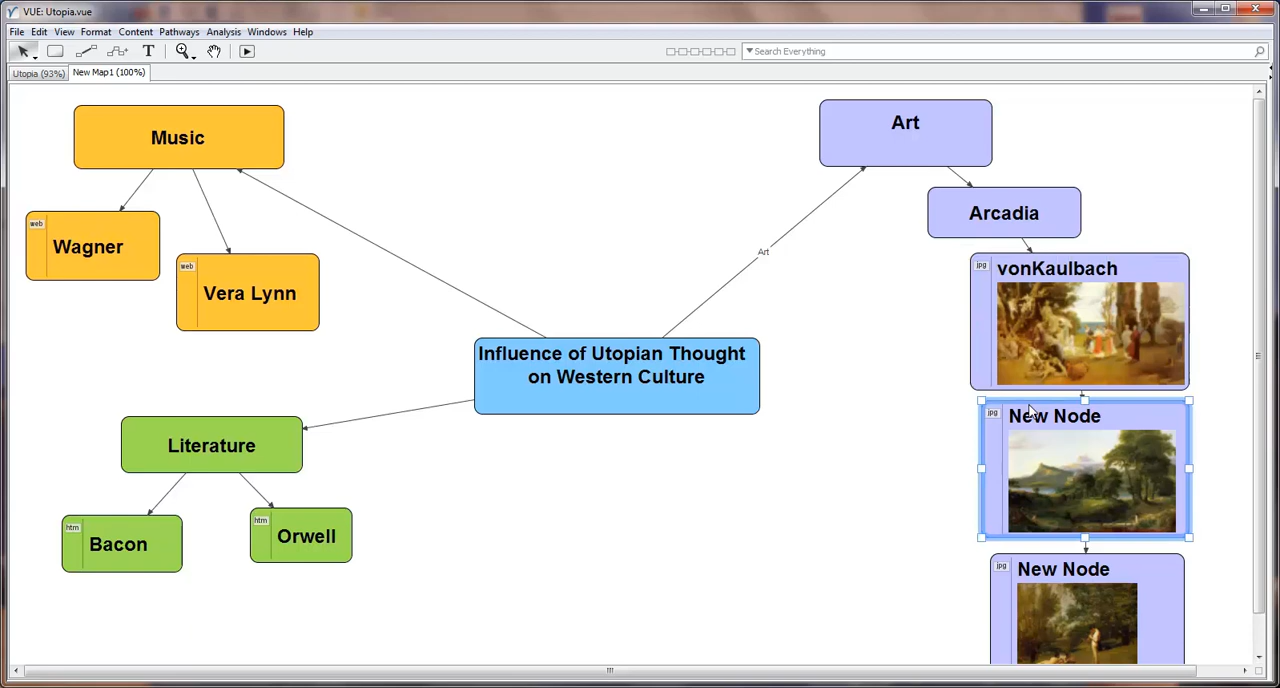 VUE: Utopia.vue
File Edit View Format Content Pathways Analysis Windows Help
T
Search Everything
Utopia (93%) New Map1 (100%)
Music
Art
Arcadia
web
Wagner
web
Vera Lynn
Art
jpg
vonKaulbach
Influence of Utopian Thought
on Western Culture
jpg
New Node
Literature
htm
Bacon
htm
Orwell
jpg
New Node